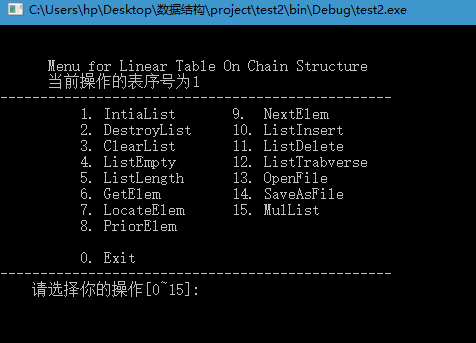 C:\Users\hp\Desktop\数据结构\project\test2\bin\Debug\test2.exe
Menu for Linear Table On Chain Structure
当前操作的表序号为1
-------------------------------------------------
1. IntiaList 9. NextElem
2. DestroyList 10. ListInsert
3. ClearList 11. ListDelete
4. ListEmpty 12. ListTrabverse
5. ListLength 13. OpenFile
6. GetElem 14. SaveAsFile
7. LocateElem 15. MulList
8. PriorElem
0. Exit
-------------------------------------------------
请选择你的操作[0~15]: